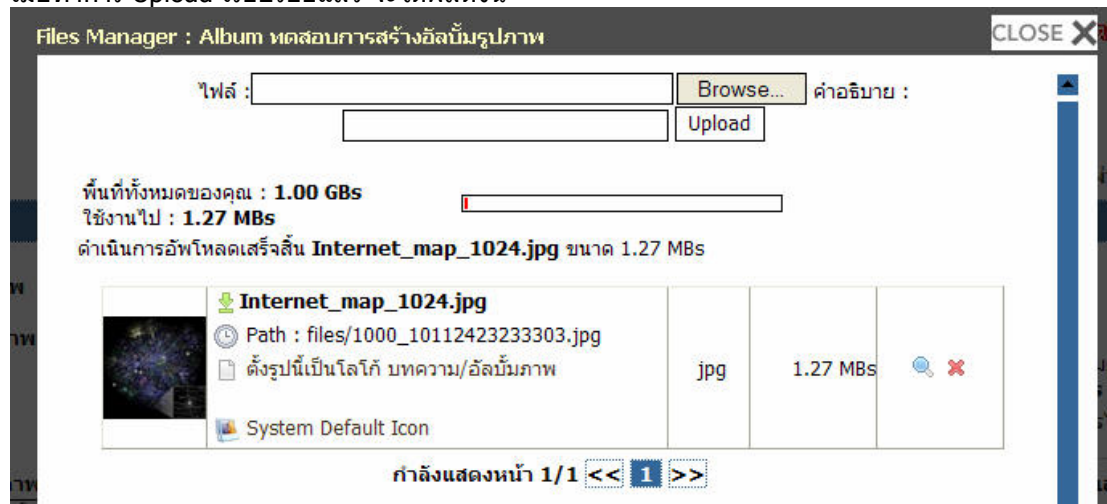 Files Manager : Album ทดสอบการสร้างอัลบั้มรูปภาพ
CLOSE X
ไฟล์ : Browse... คำอธิบาย :
Upload
พื้นที่ทั้งหมดของคุณ : 1.00 GBs
ใช้งานไป : 1.27 MBs
ดำเนินการอัพโหลดเสร็จสิ้น Internet_map_1024.jpg ขนาด 1.27 MBs
Internet_map_1024.jpg
Path : files/1000_10112423233303.jpg
ตั้งรูปนี้เป็นโลโก้ บทความ/อัลบั้มภาพ jpg 1.27 MBs
System Default Icon
กำลังแสดงหน้า 1/1 << 1 >>